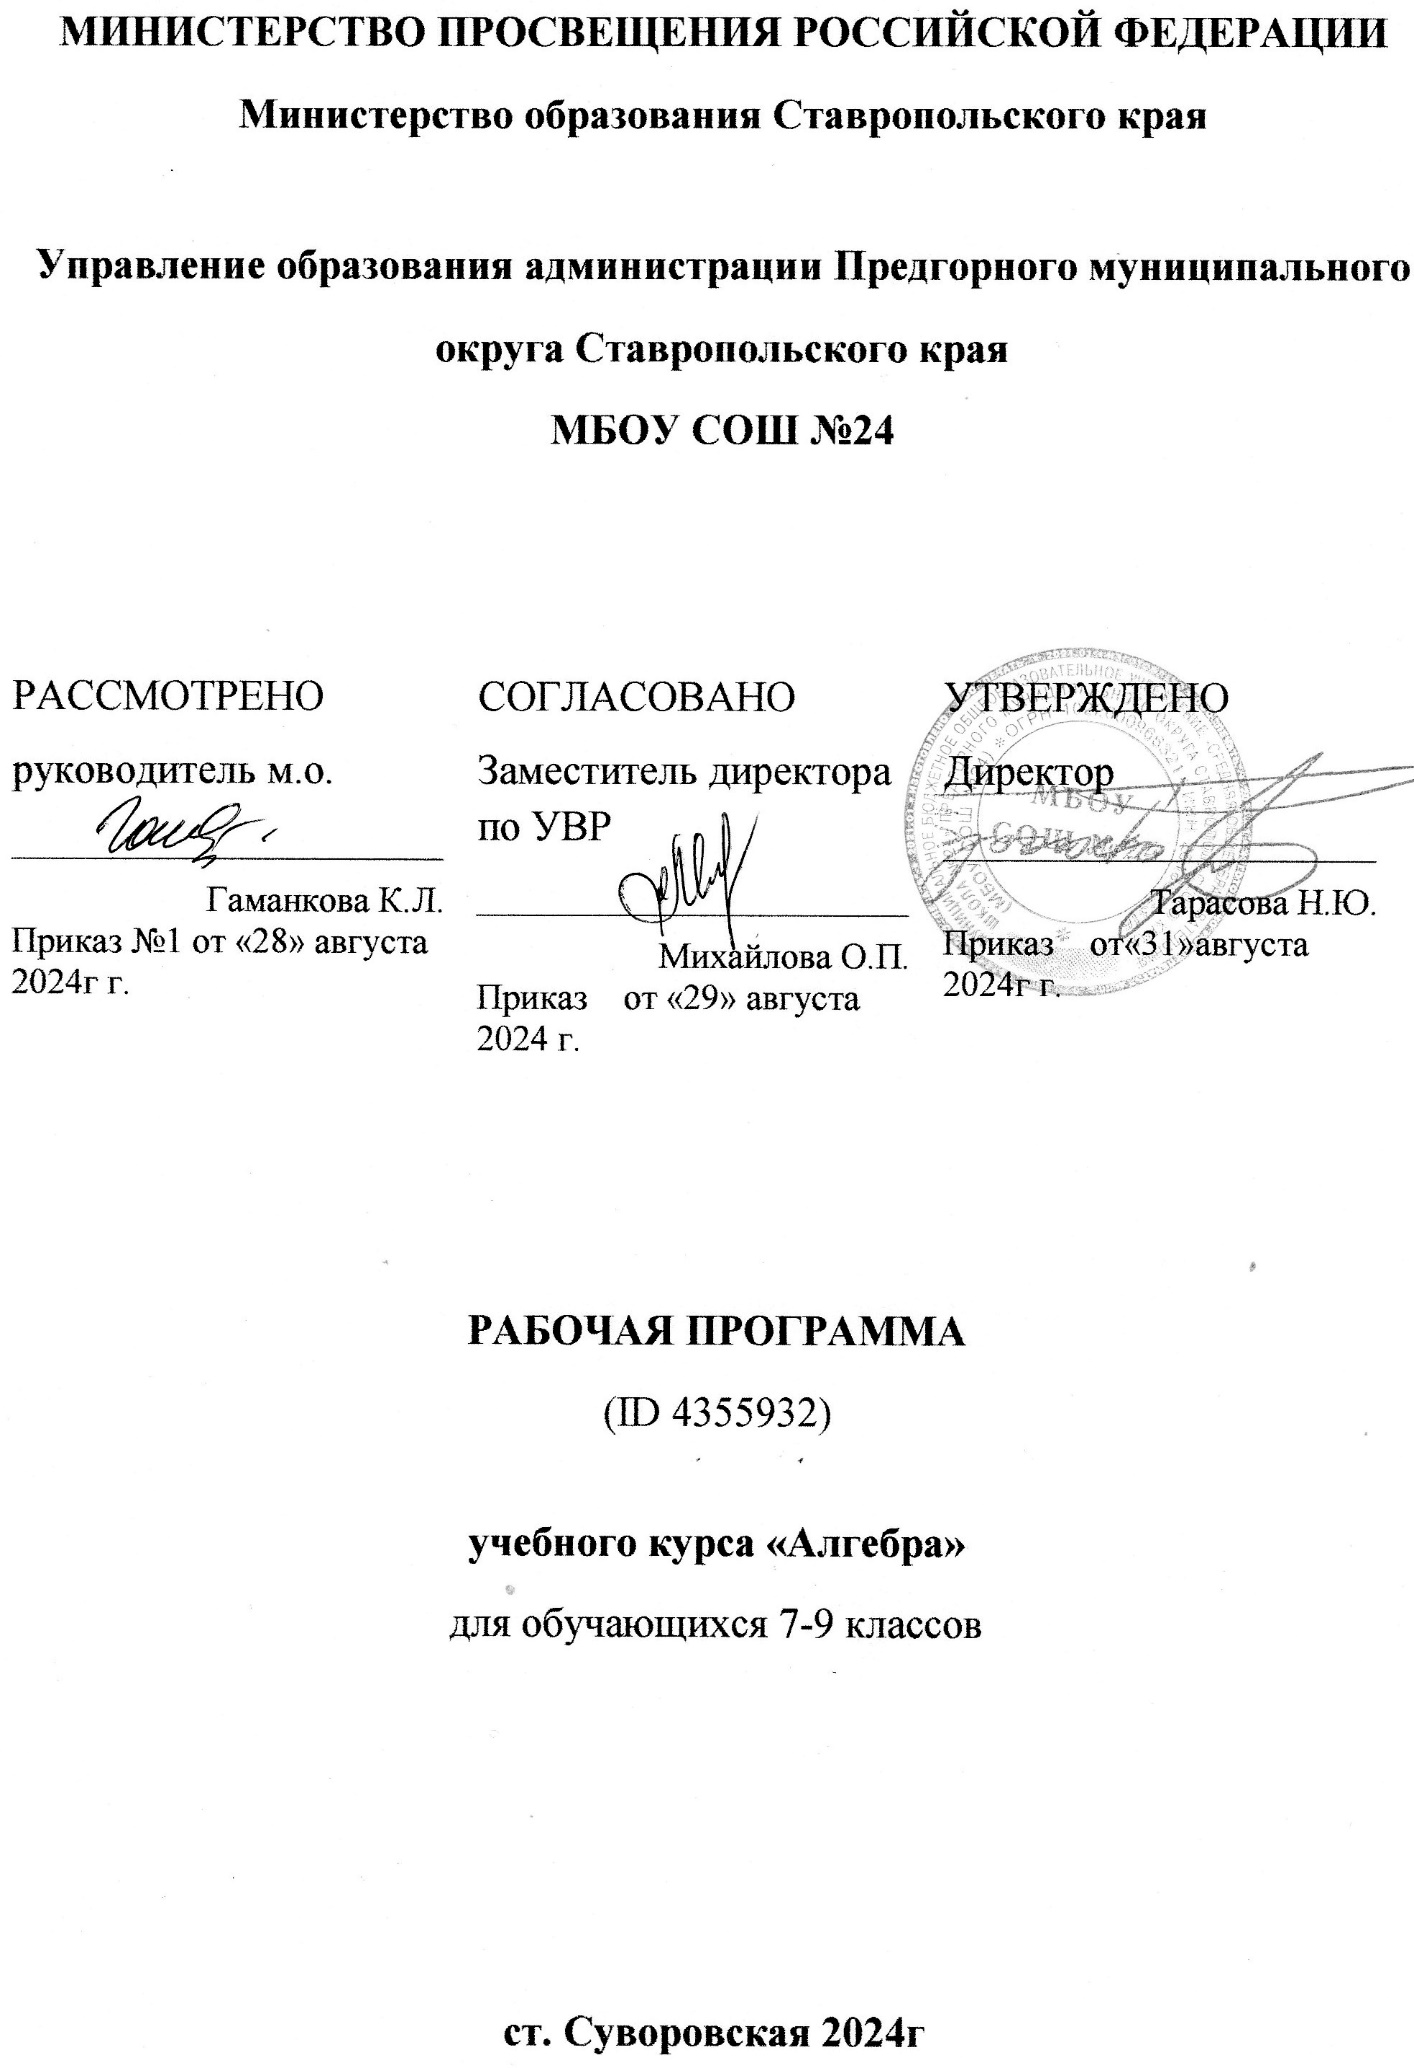 МИНИСТЕРСТВО ПРОСВЕЩЕНИЯ РОССИЙСКОЙ ФЕДЕРАЦИИ
Министерство образования Ставропольского края
Управление образования администрации Предгорного муниципального
округа Ставропольского края
МБОУ СОШ №24
РАССМОТРЕНО
руководитель м.о.
Гаманкова К.Л.
Приказ №1 от «28» августа
2024г г.
СОГЛАСОВАНО
Заместитель директора
по УВР
Михайлова О.П.
Приказ от «29» августа
2024 г.
УТВЕРЖДЕНО
Директор
МБОУ
Тарасова Н.Ю.
Приказ от«31»августа
2024г г.
РАБОЧАЯ ПРОГРАММА
(ID 4355932)
учебного курса «Алгебра»
для обучающихся 7-9 классов
ст. Суворовская 2024г